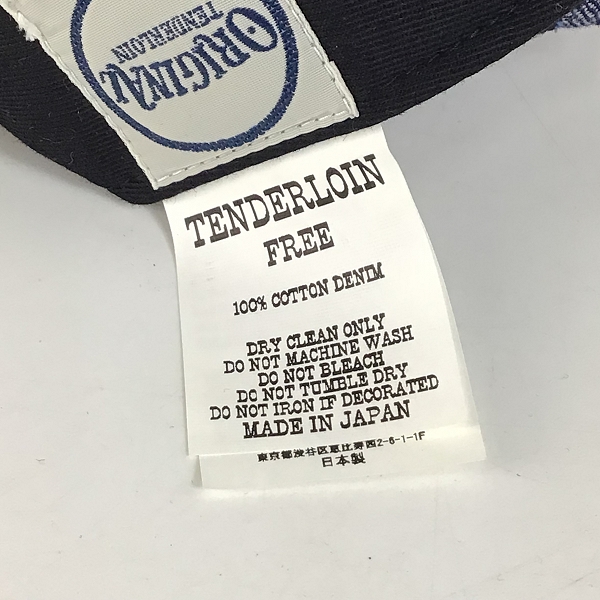 ORIGINAL
TENDERLOIN
TENDERLOIN
FREE
100% COTTON DENIM
DRY CLEAN ONLY
DO NOT MACHINE WASH
DO NOT BLEACH
DO NOT TUMBLE DRY
DO NOT IRON IF DECORATED
MADE IN JAPAN
東京都渋谷区恵比寿西2-6-1-1F
日本製